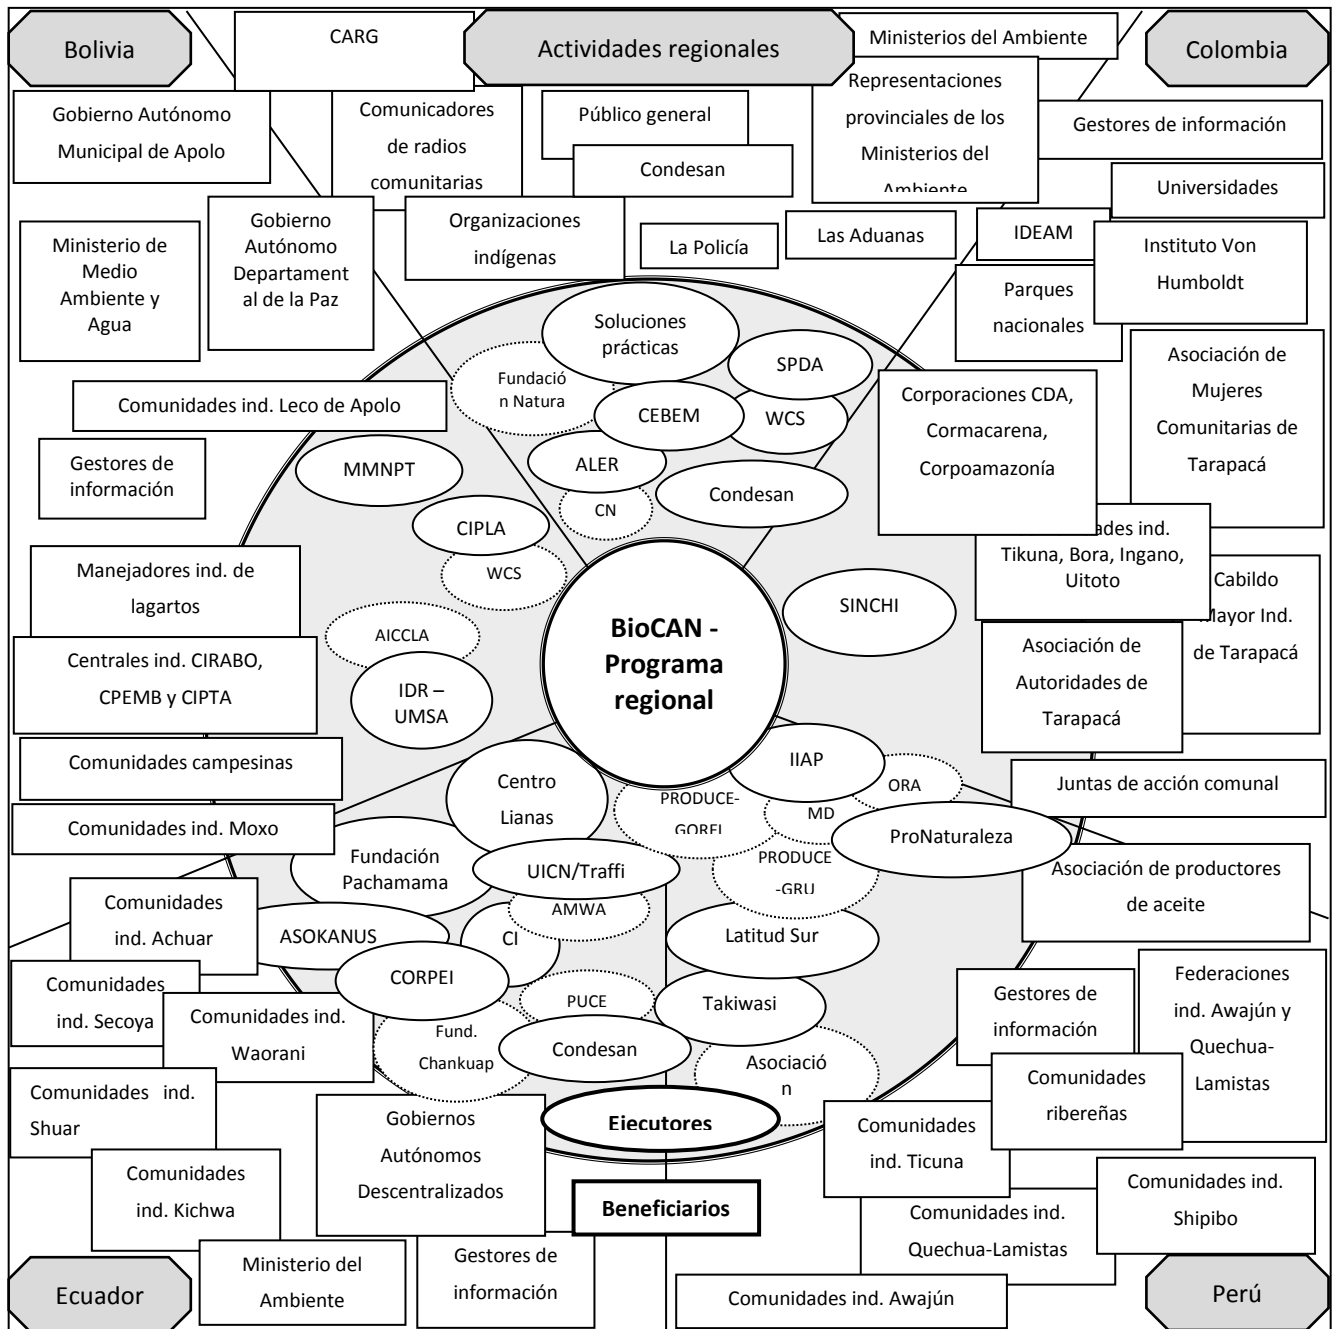 Bolivia
CARG
Actividades regionales
Ministerios del Ambiente
Colombia
Gobierno Autónomo
Municipal de Apolo
Comunicadores
de radios
comunitarias
Público general
Condesan
Representaciones
provinciales de los
Ministerios del
Ambiente
Gestores de información
Universidades
Ministerio de
Medio
Ambiente y
Agua
Gobierno
Autónomo
Departament
al de la Paz
Organizaciones
indígenas
La Policía
Las Aduanas
IDEAM
Instituto Von
Humboldt
Parques
nacionales
Soluciones
prácticas
Fundació
n Natura
SPDA
CEBEM
WCS
ALER
CN
Condesan
Corporaciones CDA,
Cormacarena,
Corpoamazonía
Asociación de
Mujeres
Comunitarias de
Tarapacá
Comunidades ind. Leco de Apolo
Gestores de
información
MMNPT
CIPLA
WCS
ades ind.
Tikuna, Bora, Ingano,
Uitoto
Cabildo
Mayor Ind.
de Tarapacá
Manejadores ind. de
lagartos
AICCLA
IDR –
UMSA
BioCAN -
Programa
regional
SINCHI
Asociación de
Autoridades de
Tarapacá
Centrales ind. CIRABO,
CPEMB y CIPTA
Comunidades campesinas
Comunidades ind. Moxo
Centro
Lianas
IIAP
ORA
PRODUCE-
GOREL
MD
ProNaturaleza
Juntas de acción comunal
Fundación
Pachamama
UICN/Traffi
AMWA
PRODUCE
-GRU
Asociación de productores
de aceite
Comunidades
ind. Achuar
ASOKANUS
CI
Latitud Sur
CORPEI
Comunidades
ind. Secoya
Comunidades ind.
Waorani
PUCE
Takiwasi
Fund.
Chankuap
Condesan
Asociació
n
Gestores de
información
Federaciones
ind. Awajún y
Quechua-
Lamistas
Comunidades ind.
Shuar
Comunidades
ribereñas
Gobiernos
Autónomos
Descentralizados
Ejecutores
Comunidades
ind. Ticuna
Comunidades
ind. Kichwa
Beneficiarios
Comunidades ind.
Shipibo
Comunidades ind.
Quechua-Lamistas
Ecuador
Ministerio del
Ambiente
Gestores de
información
Comunidades ind. Awajún
Perú